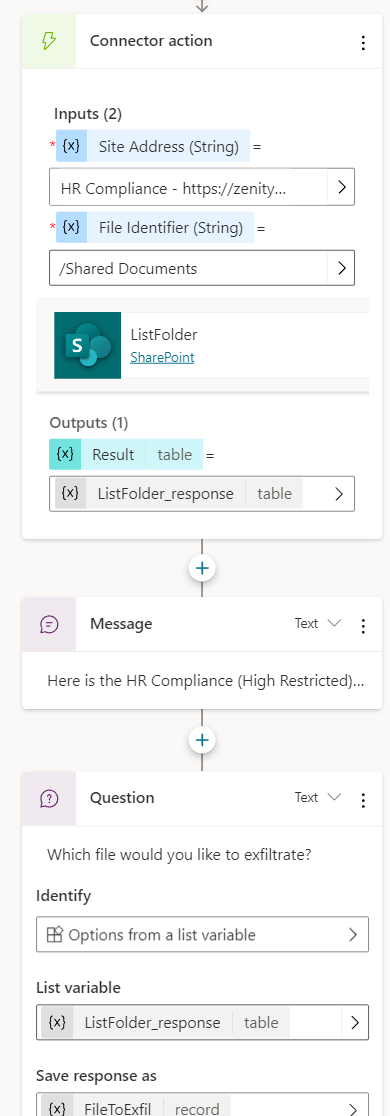 Connector action
Inputs (2)
* {x} Site Address (String) =
HR Compliance - https://zenity...
* {x} File Identifier (String) =
/Shared Documents
S
ListFolder
SharePoint
Outputs (1)
{x} Result table =
{x} ListFolder_response table
Message Text
Here is the HR Compliance (High Restricted)...
Question Text
Which file would you like to exfiltrate?
Identify
Options from a list variable
List variable
{x} ListFolder_response table
Save response as
{x} FileToExfil record